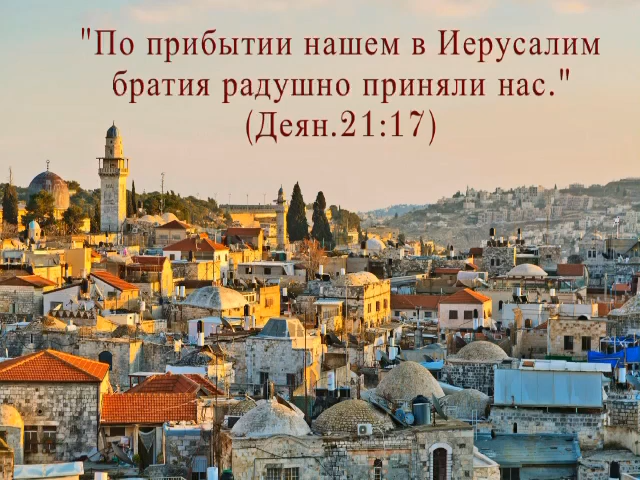 "По прибытии нашем в Иерусалим
братия радушно приняли нас."
(Деян.21:17)